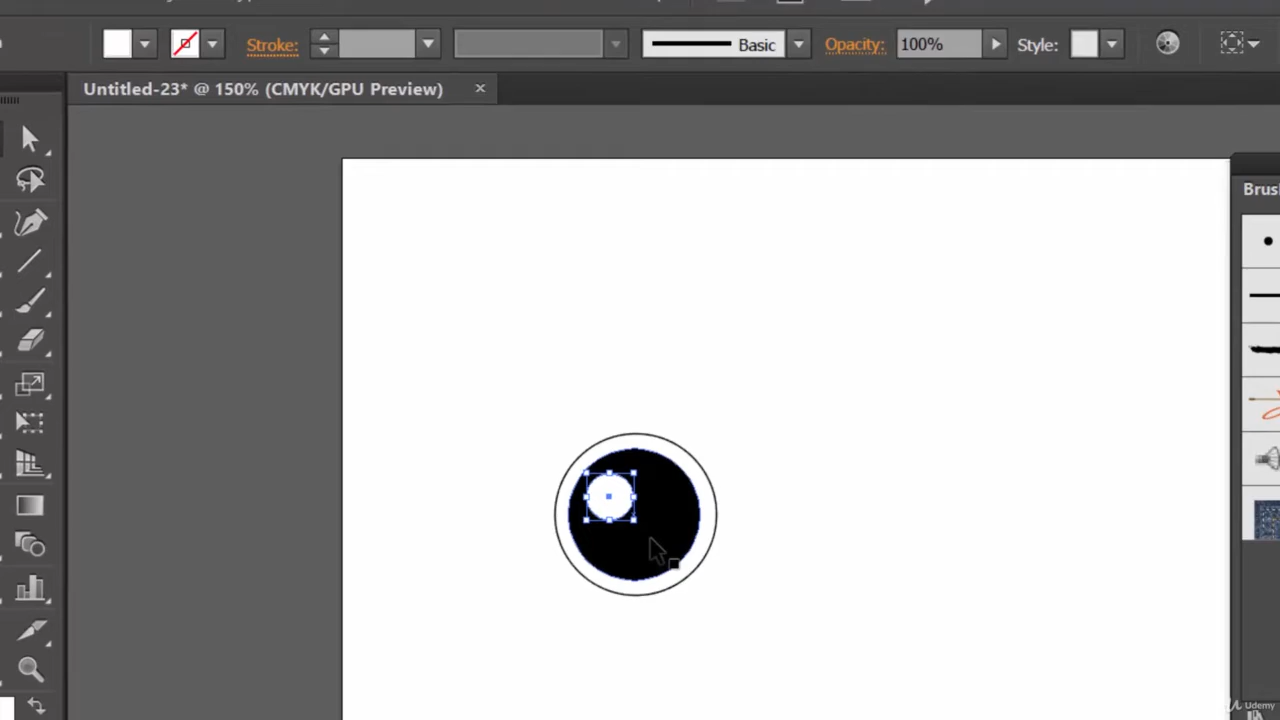 Stroke: Basic Opacity: 100% Style:
Untitled-23* @ 150% (CMYK/GPU Preview) ×
Brus
Udemy